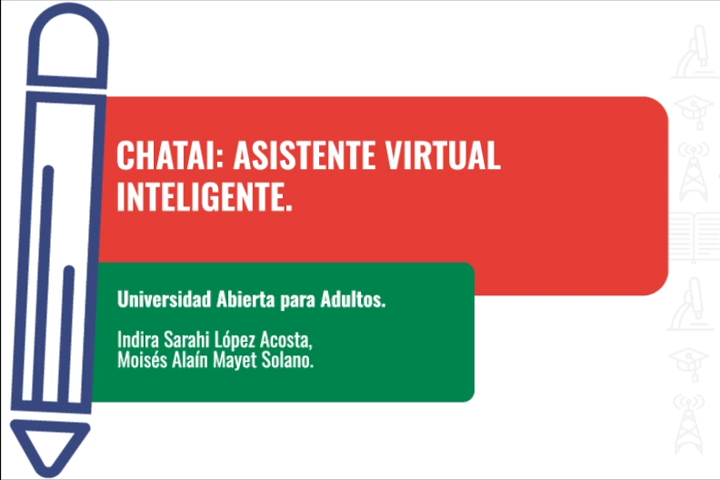 CHATAI: ASISTENTE VIRTUAL
INTELIGENTE.
Universidad Abierta para Adultos.
Indira Sarahi López Acosta,
Moisés Alaín Mayet Solano.